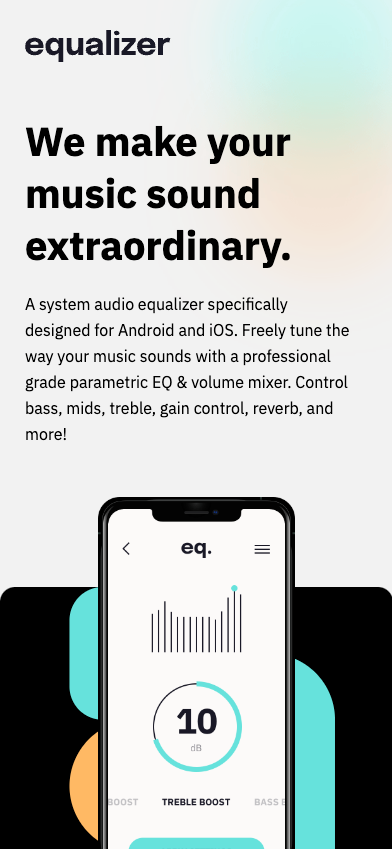 equalizer
We make your
music sound
extraordinary.
A system audio equalizer specifically
designed for Android and iOS. Freely tune the
way your music sounds with a professional
grade parametric EQ & volume mixer. Control
bass, mids, treble, gain control, reverb, and
more!
eq.
10
dB
BOOST TREBLE BOOST BASS